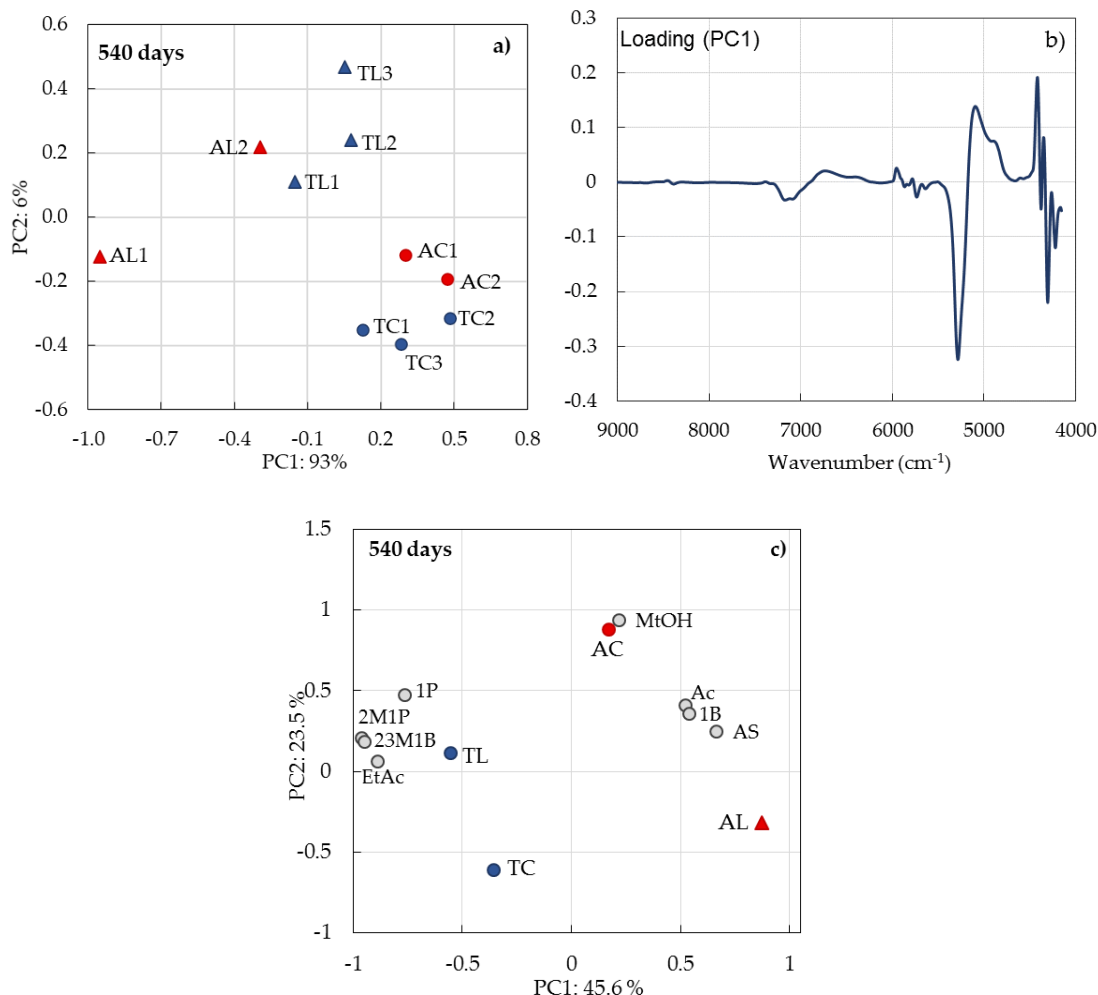 540 days
a)
0.6
0.4
0.2
0.0
-0.2
-0.4
-0.6
PC2: 6%
TL3
TL2
AL2
TL1
AL1
AC1
AC2
TC1
TC2
TC3
-1.0 -0.7 -0.4 -0.1 0.2 0.5 0.8
PC1: 93%
Loading (PC1)
b)
0.3
0.2
0.1
0
-0.1
-0.2
-0.3
-0.4
9000 8000 7000 6000 5000 4000
Wavenumber (cm-1)
540 days
c)
1.5
1
0.5
0
-0.5
-1
PC2: 23.5 %
MtOH
AC
1P
Ac
1B
2M1P
23M1B
AS
TL
EtAc
AL
TC
-1 -0.5 0 0.5 1
PC1: 45.6 %